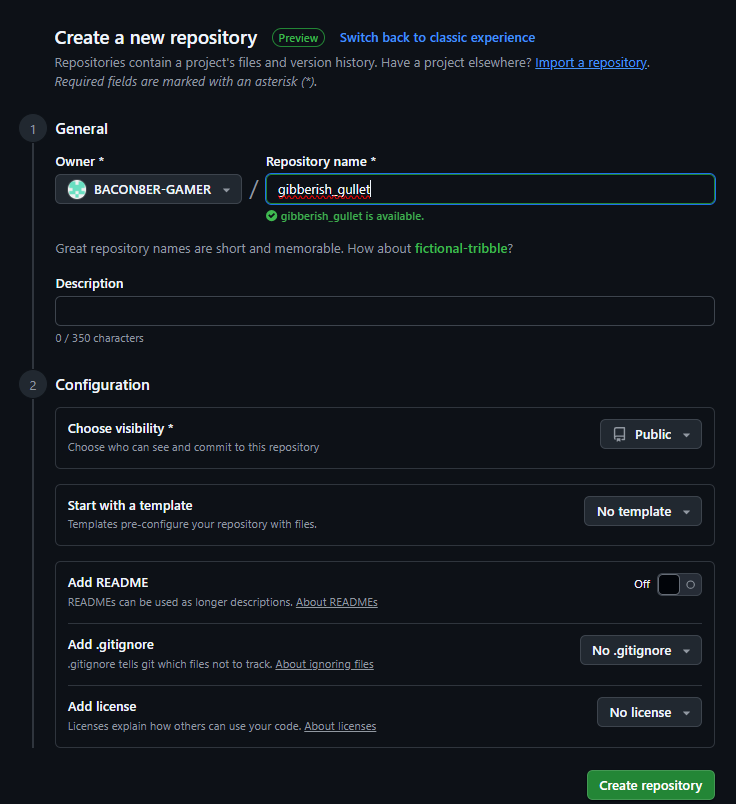 Create a new repository Preview Switch back to classic experience
Repositories contain a project's files and version history. Have a project elsewhere? Import a repository.
Required fields are marked with an asterisk (*).
1 General
Owner * Repository name *
BACON8ER-GAMER / gibberish_gullet
gibberish_gullet is available.
Great repository names are short and memorable. How about fictional-tribble?
Description
0 / 350 characters
2 Configuration
Choose visibility *
Choose who can see and commit to this repository
Public
Start with a template
Templates pre-configure your repository with files.
No template
Add README
READMEs can be used as longer descriptions. About READMEs
Off
Add .gitignore
.gitignore tells git which files not to track. About ignoring files
No .gitignore
Add license
Licenses explain how others can use your code. About licenses
No license
Create repository